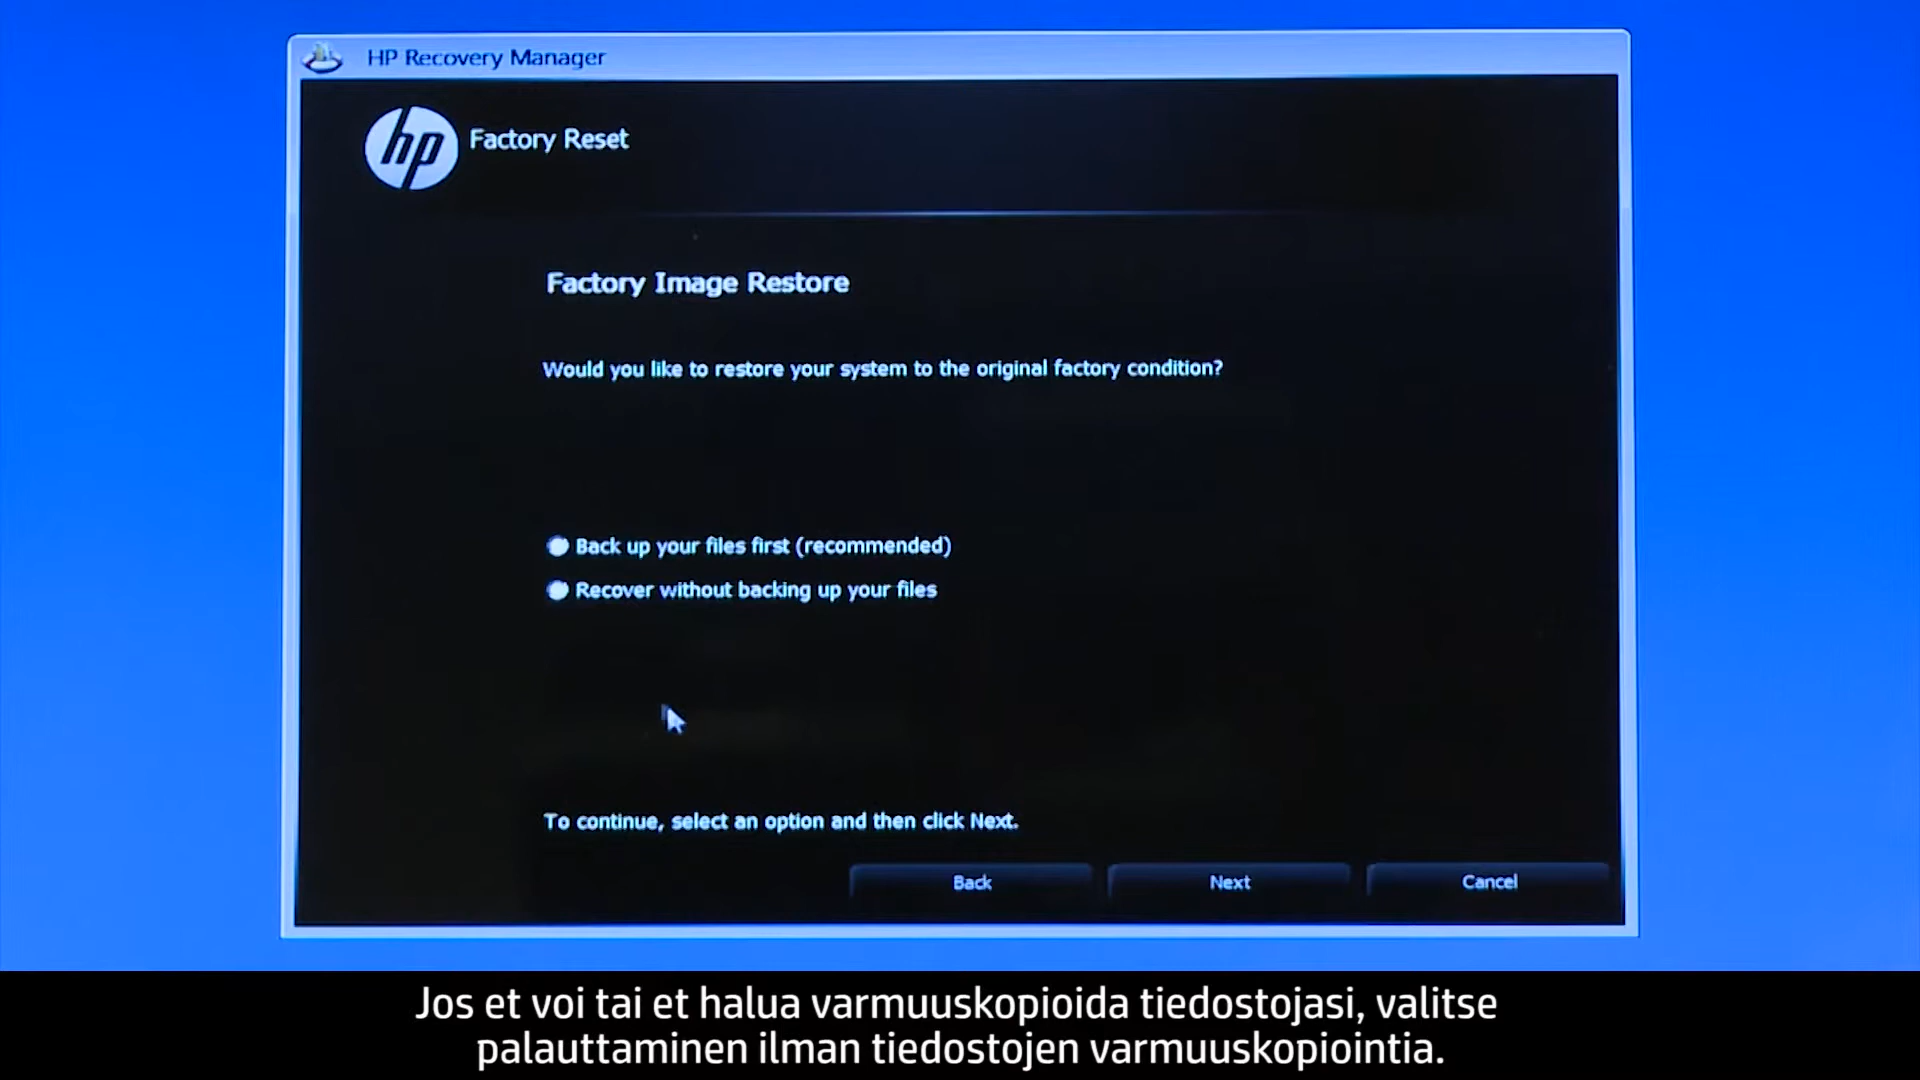 HP Recovery Manager
hp
Factory Reset
Factory Image Restore
Would you like to restore your system to the original factory condition?
Back up your files first (recommended)
Recover without backing up your files
To continue, select an option and then click Next.
Back
Next
Cancel
Jos et voi tai et halua varmuuskopioida tiedostojasi, valitse
palauttaminen ilman tiedostojen varmuuskopiointia.